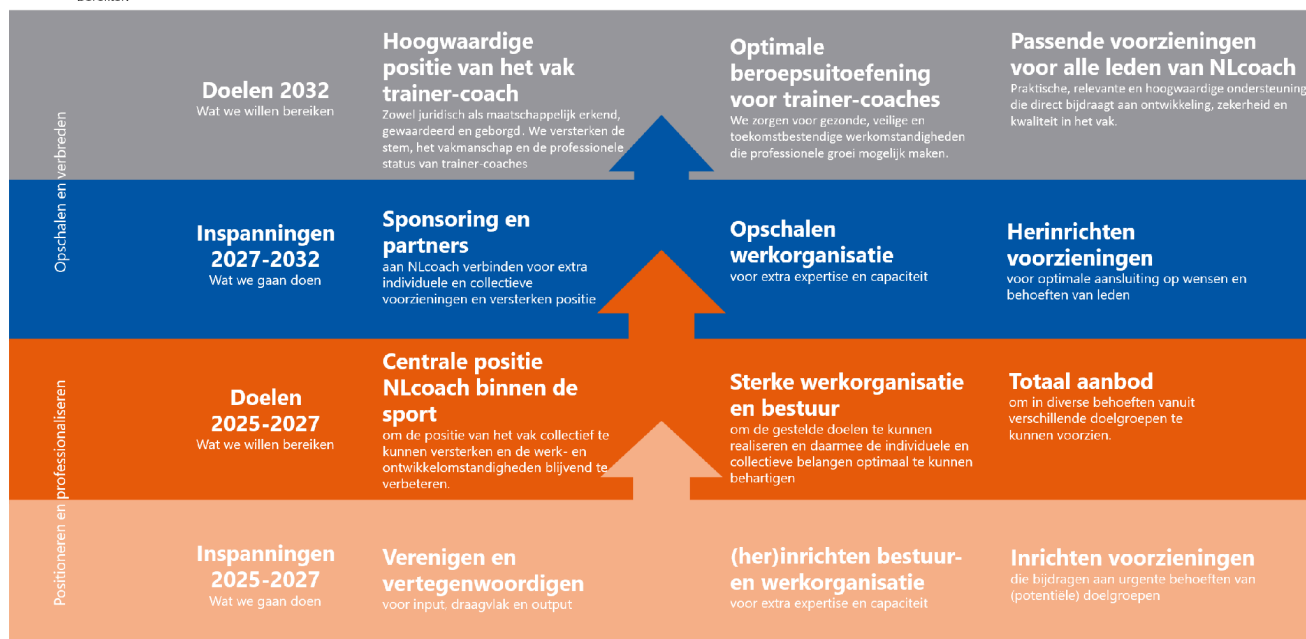 Opschalen en verbreden
Doelen 2032
Wat we willen bereiken
Hoogwaardige
positie van het vak
trainer-coach
Zowel juridisch als maatschappelijk erkend,
gewaardeerd en geborgd. We versterken de
stem, het vakmanschap en de professionele
status van trainer-coaches
Optimale
beroepsuitoefening
voor trainer-coaches
We zorgen voor gezonde, veilige en
toekomstbestendige werkomstandigheden
die professionele groei mogelijk maken.
Passende voorzieningen
voor alle leden van NLcoach
Praktische, relevante en hoogwaardige ondersteuning
die direct bijdraagt aan ontwikkeling, zekerheid en
kwaliteit in het vak.
Inspanningen
2027-2032
Wat we gaan doen
Sponsoring en
partners
aan NLcoach verbinden voor extra
individuele en collectieve
voorzieningen en versterken positie
Opschalen
werkorganisatie
voor extra expertise en capaciteit
Herinrichten
voorzieningen
voor optimale aansluiting op wensen en
behoeften van leden
Positioneren en professionaliseren
Doelen
2025-2027
Wat we willen bereiken
Centrale positie
NLcoach binnen de
sport
om de positie van het vak collectief te
kunnen versterken en de werk- en
ontwikkelomstandigheden blijvend te
verbeteren.
Sterke werkorganisatie
en bestuur
om de gestelde doelen te kunnen
realiseren en daarmee de individuele en
collectieve belangen optimaal te kunnen
behartigen
Totaal aanbod
om in diverse behoeften vanuit
verschillende doelgroepen te
kunnen voorzien.
Inspanningen
2025-2027
Wat we gaan doen
Verenigen en
vertegenwoordigen
voor input, draagvlak en output
(her)inrichten bestuur-
en werkorganisatie
voor extra expertise en capaciteit
Inrichten voorzieningen
die bijdragen aan urgente behoeften van
(potentiële) doelgroepen